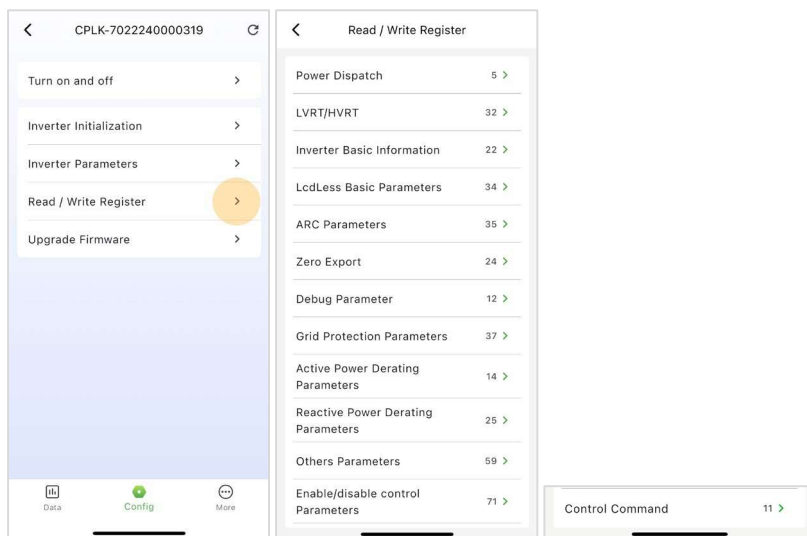 CPLK-7022240000319
Turn on and off
Inverter Initialization
Inverter Parameters
Read / Write Register
Upgrade Firmware
Data
Config
More
Read / Write Register
Power Dispatch 5
LVRT/HVRT 32
Inverter Basic Information 22
LcdLess Basic Parameters 34
ARC Parameters 35
Zero Export 24
Debug Parameter 12
Grid Protection Parameters 37
Active Power Derating
Parameters 14
Reactive Power Derating
Parameters 25
Others Parameters 59
Enable/disable control
Parameters 71
Control Command 11